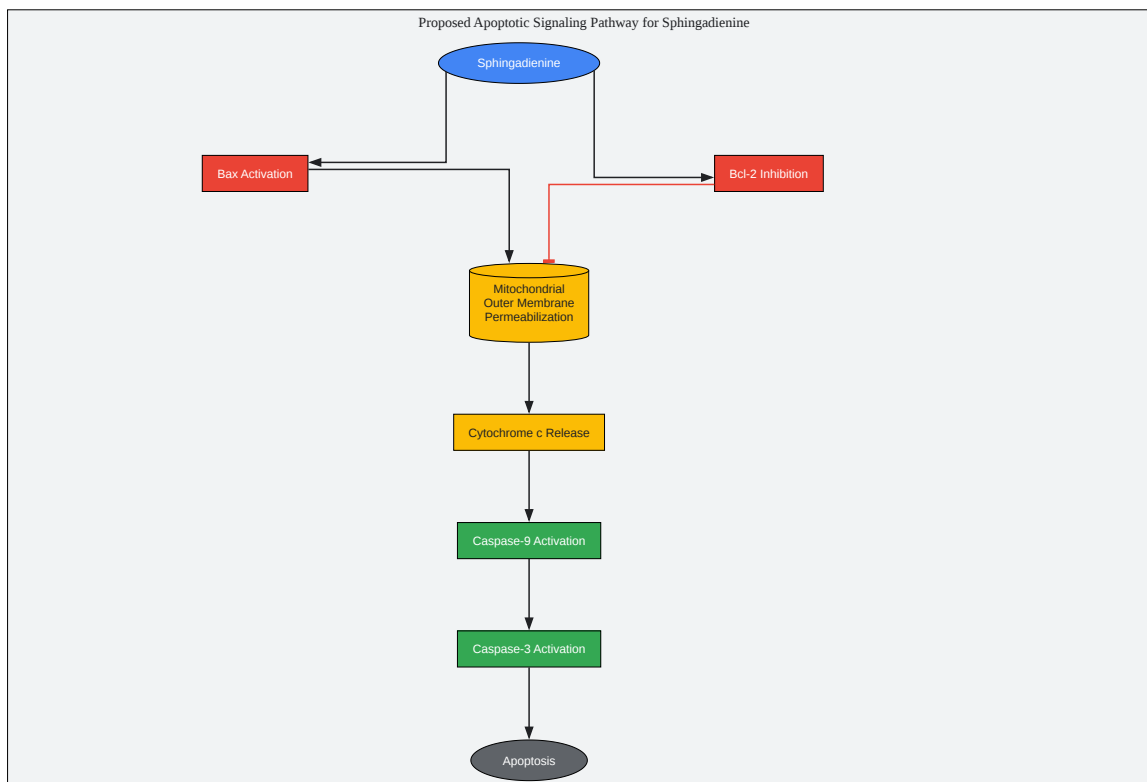 Proposed Apoptotic Signaling Pathway for Sphingadienine
Sphingadienine
Bax Activation
Bcl-2 Inhibition
Mitochondrial
Outer Membrane
Permeabilization
Cytochrome c Release
Caspase-9 Activation
Caspase-3 Activation
Apoptosis